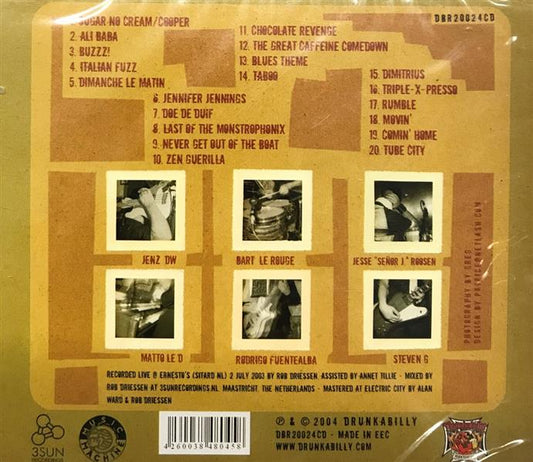 DBR20024CD
1. SUGAR NO CREAM/COOPER
2. ALI BABA
3. BUZZZ!
4. ITALIAN FUZZ
5. DIMANCHE LE MATIN
6. JENNIFER JENNINGS
7. DOE DE DUIF
8. LAST OF THE MONSTROPHONIX
9. NEVER GET OUT OF THE BOAT
10. ZEN GUERILLA
11. CHOCOLATE REVENGE
12. THE GREAT CAFFEINE COMEDOWN
13. BLUES THEME
14. TABOO
15. DIMITRIUS
16. TRIPLE-X-PRESSO
17. RUMBLE
18. MOVIN'
19. COMIN' HOME
20. TUBE CITY
JENZ DW
BART LE ROUGE
JESSE "SEÑOR J" ROOSEN
MATTO LE D
RODRIGO FUENTEALBA
STEVEN G
PHOTOGRAPHY BY GREG
RECORDED LIVE @ ERNESTO'S (SITARD NL) 2 JULY 2003 BY ROB DRIESSEN. ASSISTED BY ANNET TILLIE - MIXED BY
ROB DRIESSEN AT 3SUNRECORDINGS.NL, MAASTRICHT, THE NETHERLANDS - MASTERED AT ELECTRIC CITY BY ALAN
WARD & ROB DRIESSEN
3SUN
RECORDINGS
MUSIC
MACHINE
4260038480458
℗ & © 2004 DRUNKABILLY
DBR20024CD - MADE IN EEC
WWW.DRUNKABILLY.COM